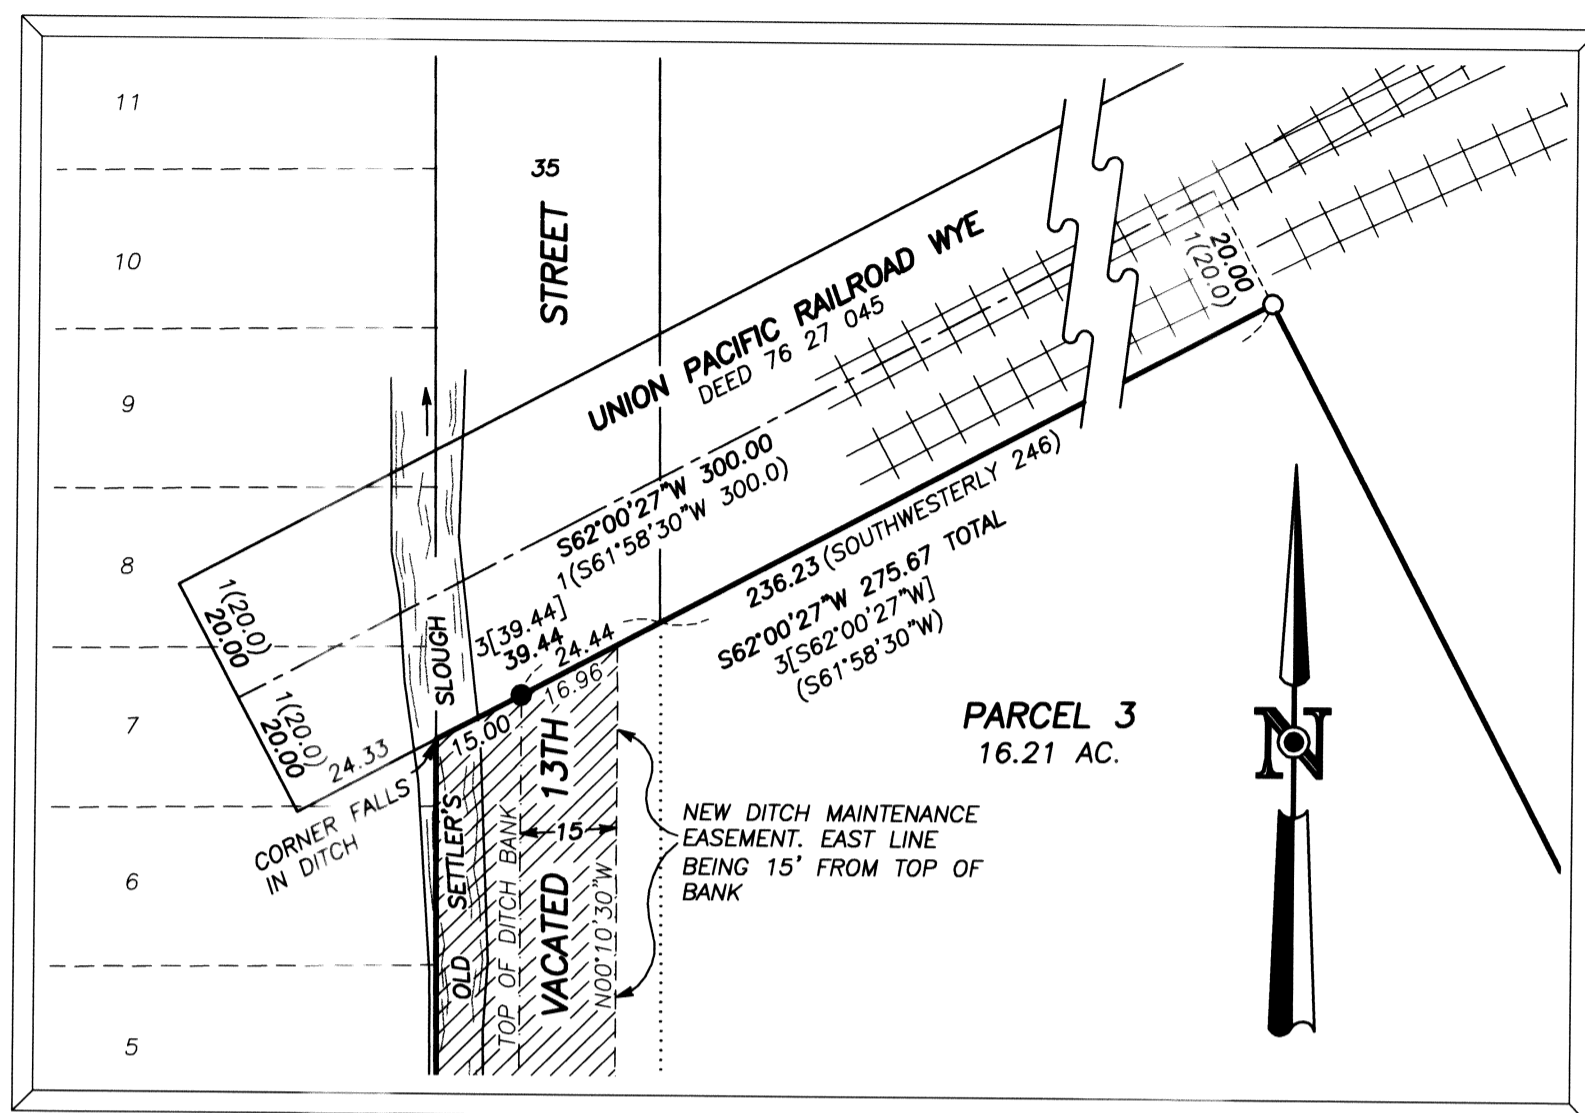 11
35
STREET
10
UNION PACIFIC RAILROAD WYE
DEED 76 27 045
20.00
1(20.0)
9
S62°00'27"W 300.00
1(S61°58'30"W 300.0)
236.23 (SOUTHWESTERLY 246)
S62°00'27"W 275.67 TOTAL
3[S62°00'27"W]
(S61°58'30"W)
8
1(20.0)
20.00
3[39.44]
39.44
24.44
16.96
SLOUGH
7
1(20.0)
20.00
24.33
15.00
CORNER FALLS
IN DITCH
PARCEL 3
16.21 AC.
N
OLD SETTLER'S
TOP OF DITCH BANK
VACATED 13TH
15
N00°10'30"W
NEW DITCH MAINTENANCE
EASEMENT. EAST LINE
BEING 15' FROM TOP OF
BANK
6
5